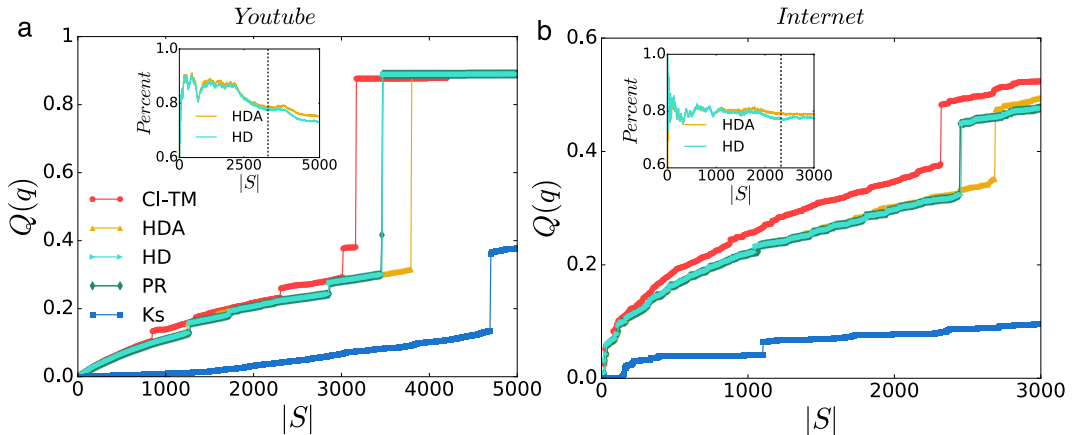 Youtube
a
Q(q)
1
0.8
0.6
0.4
0.2
0.0
0
1000
2000
3000
4000
5000
|S|
CI-TM
HDA
HD
PR
Ks
Percent
1.0
0.8
0.6
0
2500
5000
|S|
HDA
HD
Internet
b
Q(q)
0.6
0.4
0.2
0.0
0
1000
2000
3000
|S|
Percent
1.0
0.8
0.6
0
1000
2000
3000
|S|
HDA
HD